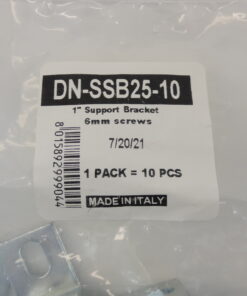 DN-SSB25-10
1" Support Bracket
6mm screws
7/20/21
1 PACK = 10 PCS
MADE IN ITALY
8015892999044